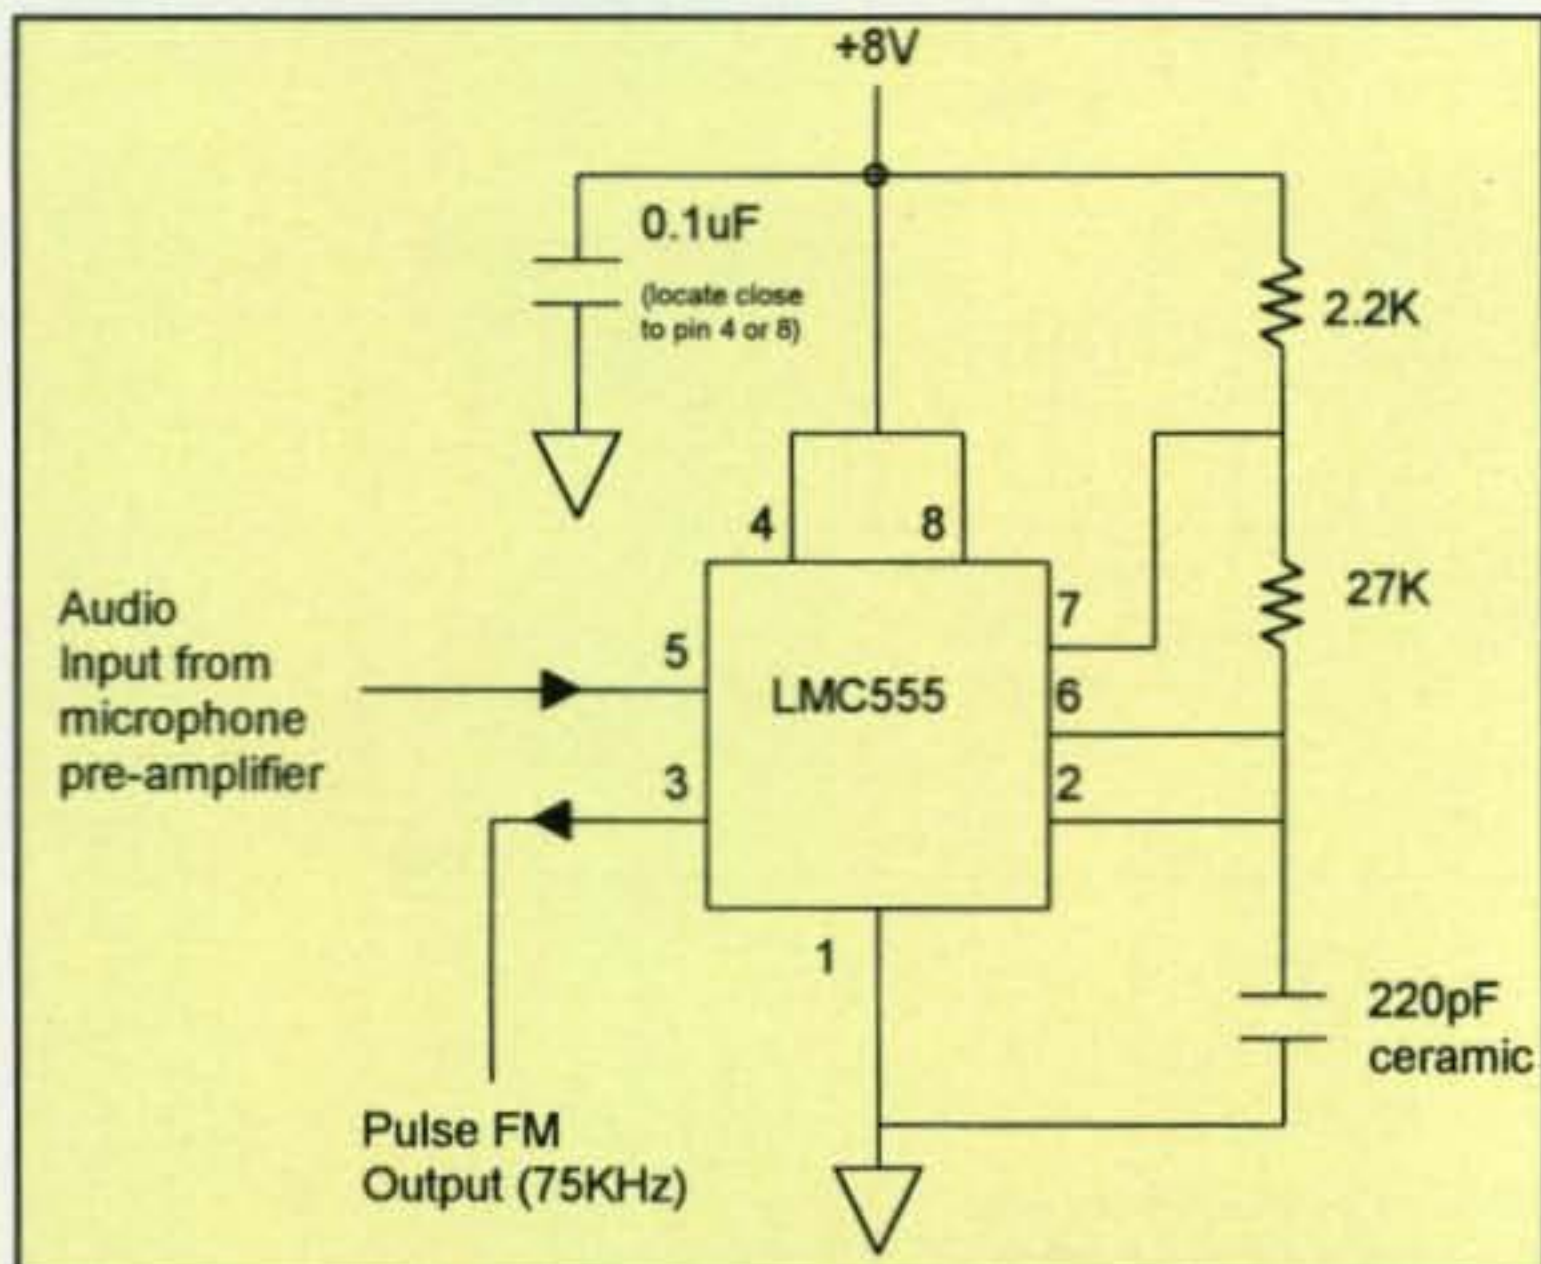 +8V
0.1uF
(locate close
to pin 4 or 8)
2.2K
4
8
Audio
Input from
microphone
pre-amplifier
5
LMC555
7
27K
6
3
2
1
220pF
ceramic
Pulse FM
Output (75KHz)